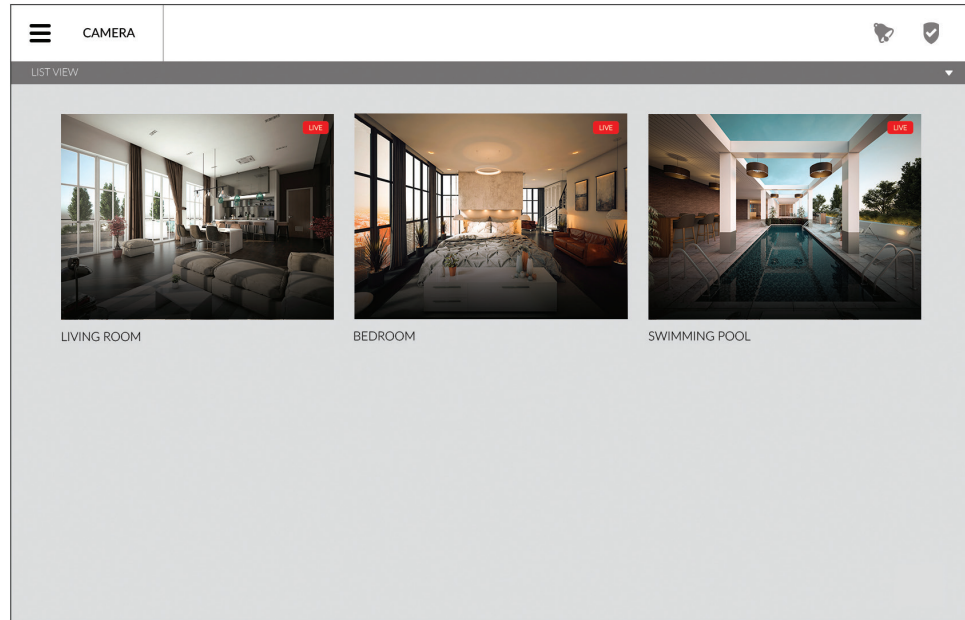 CAMERA
LIST VIEW
LIVE
LIVE
LIVE
LIVING ROOM
BEDROOM
SWIMMING POOL